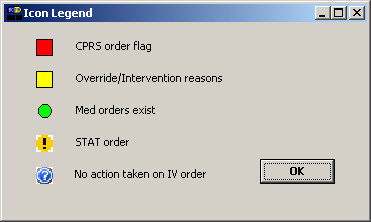 Icon Legend
CPRS order flag
Override/Intervention reasons
Med orders exist
! STAT order
? No action taken on IV order
OK